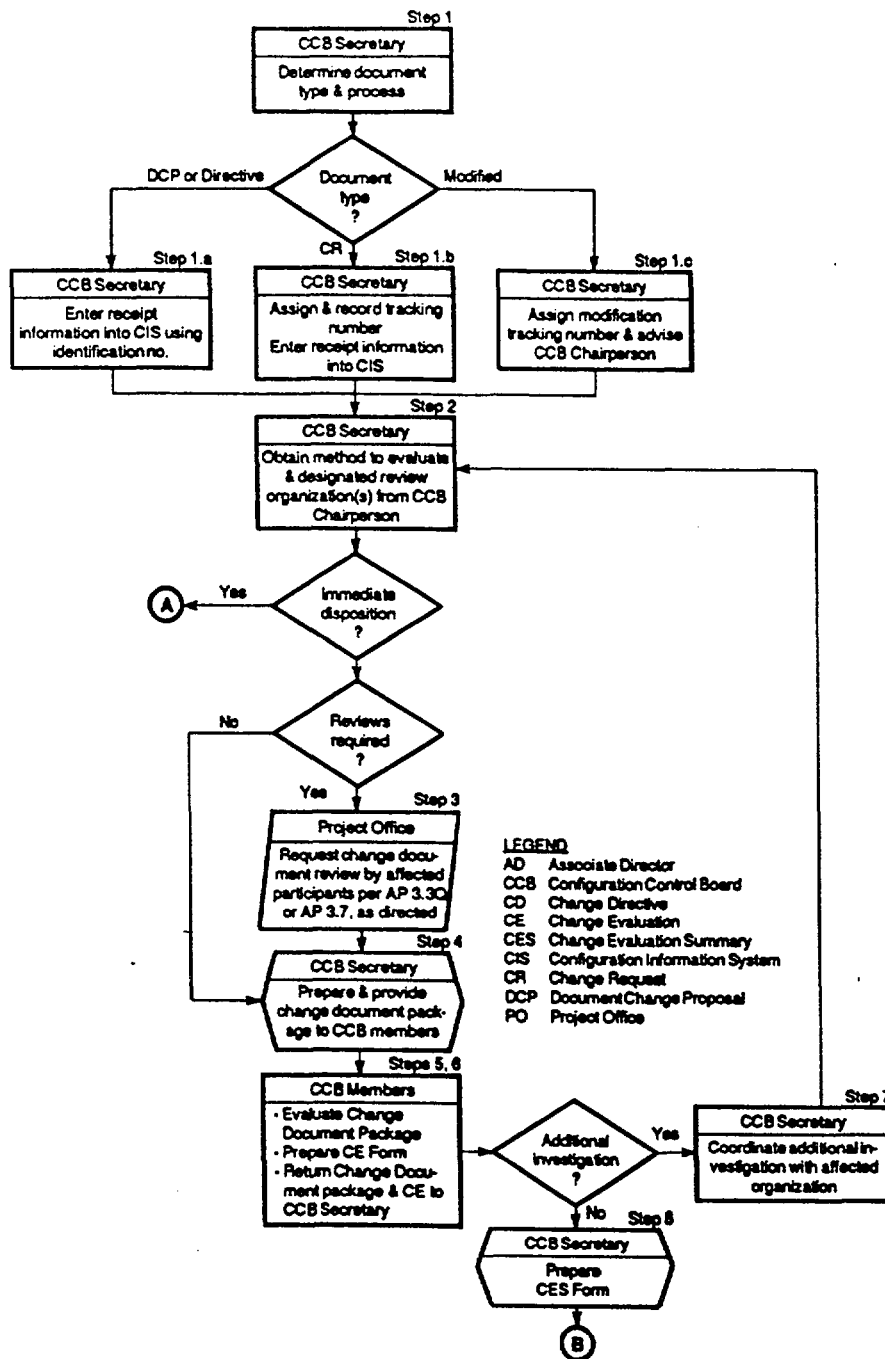 Step 1
CCB Secretary
Determine document
type & process
DCP or Directive
Document
type
?
Modified
CR
Step 1.a
CCB Secretary
Enter receipt
information into CIS using
identification no.
Step 1.b
CCB Secretary
Assign & record tracking
number
Enter receipt information
into CIS
Step 1.c
CCB Secretary
Assign modification
tracking number & advise
CCB Chairperson
Step 2
CCB Secretary
Obtain method to evaluate
& designated review
organization(s) from CCB
Chairperson
A
Yes
Immediate
disposition
?
No
Reviews
required
?
Yes
Step 3
Project Office
Request change docu-
ment review by affected
participants per AP 3.3Q
or AP 3.7, as directed
LEGEND
AD Associate Director
CCB Configuration Control Board
CD Change Directive
CE Change Evaluation
CES Change Evaluation Summary
CIS Configuration Information System
CR Change Request
DCP Document Change Proposal
PO Project Office
Step 4
CCB Secretary
Prepare & provide
change document pack-
age to CCB members
Steps 5, 6
CCB Members
- Evaluate Change
Document Package
- Prepare CE Form
- Return Change Docu-
ment package & CE to
CCB Secretary
Additional
investigation
?
Yes
Step 7
CCB Secretary
Coordinate additional in-
vestigation with affected
organization
No
Step 8
CCB Secretary
Prepare
CES Form
B